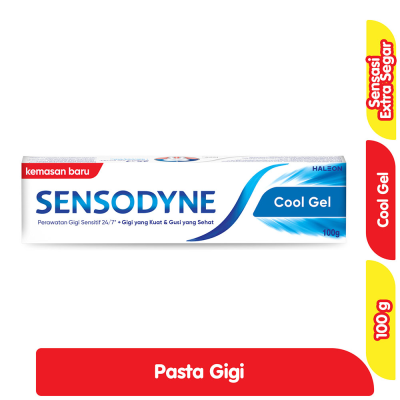 kemasan baru
HALEON
SENSODYNE
Cool Gel
Perawatan Gigi Sensitif 24/7* + Gigi yang Kuat & Gusi yang Sehat
100g
Sensasi
Extra Segar
Cool Gel
100 g
Pasta Gigi